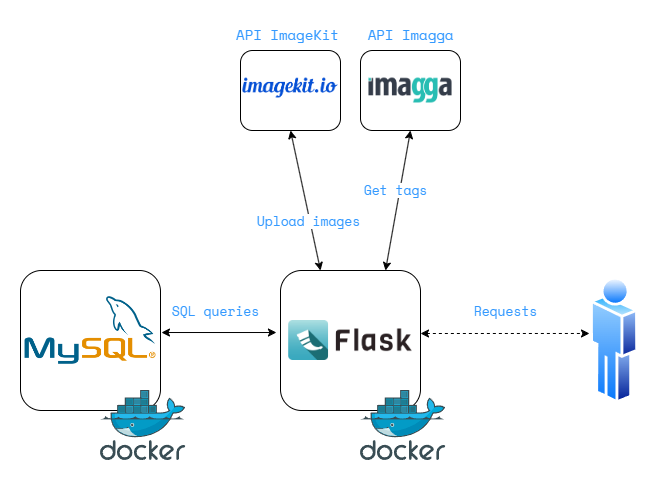 API ImageKit
API Imagga
imagekit.io
imagga
Get tags
Upload images
SQL queries
Requests
MySQL®
Flask
docker
docker